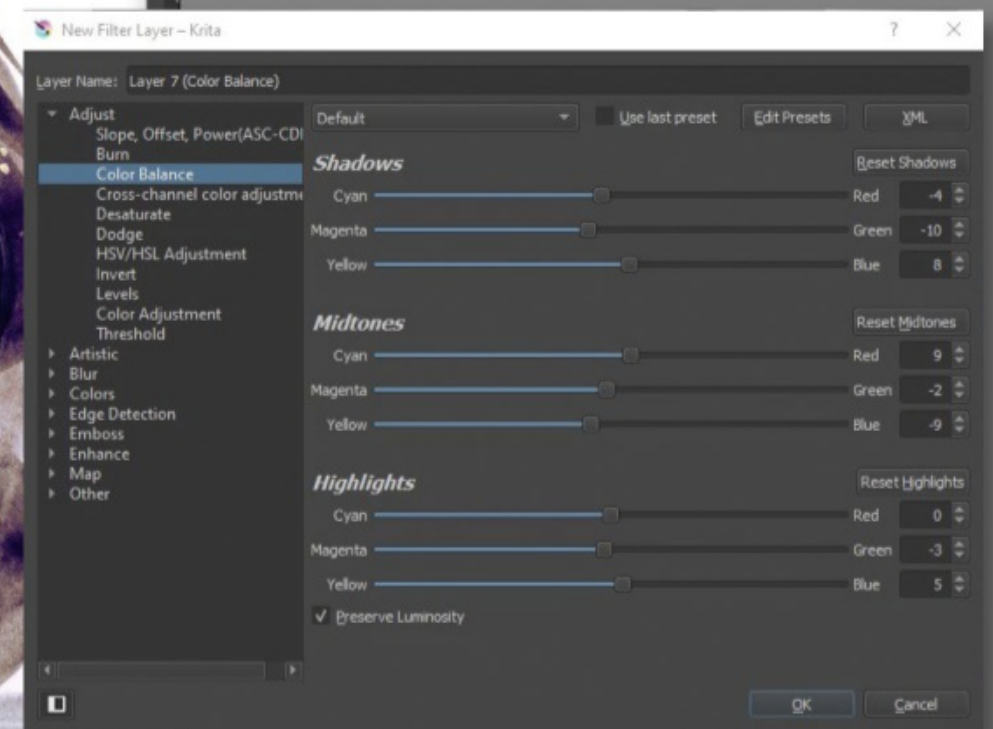 New Filter Layer – Krita
Layer Name: Layer 7 (Color Balance)
Adjust
Slope, Offset, Power(ASC-CDI
Burn
Color Balance
Cross-channel color adjustme
Desaturate
Dodge
HSV/HSL Adjustment
Invert
Levels
Color Adjustment
Threshold
Artistic
Blur
Colors
Edge Detection
Emboss
Enhance
Map
Other
Default Use last preset Edit Presets XML
Shadows Reset Shadows
Cyan Red -4
Magenta Green -10
Yellow Blue 8
Midtones Reset Midtones
Cyan Red 9
Magenta Green -2
Yellow Blue -9
Highlights Reset Highlights
Cyan Red 0
Magenta Green -3
Yellow Blue 5
Preserve Luminosity
OK Cancel